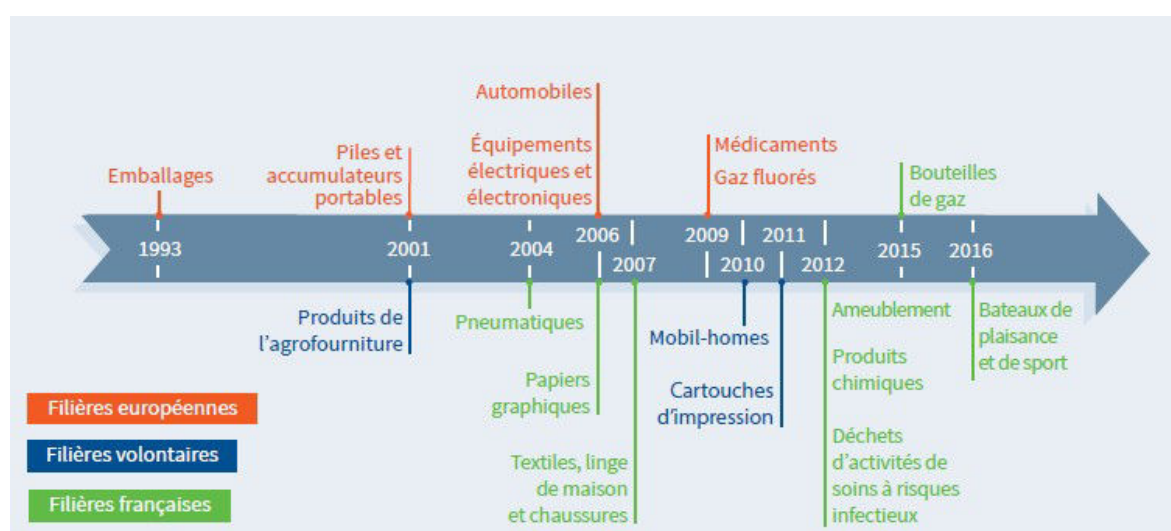 Automobiles
Équipements
électriques et
électroniques
Médicaments
Gaz fluorés
Piles et
accumulateurs
portables
Emballages
Bouteilles
de gaz
1993
2001
2004
2006
2007
2009
2010
2011
2012
2015
2016
Produits de
l'agrofourniture
Pneumatiques
Papiers
graphiques
Textiles, linge
de maison
et chaussures
Mobil-homes
Cartouches
d'impression
Ameublement
Produits
chimiques
Déchets
d'activités de
soins à risques
infectieux
Bateaux de
plaisance
et de sport
Filières européennes
Filières volontaires
Filières françaises